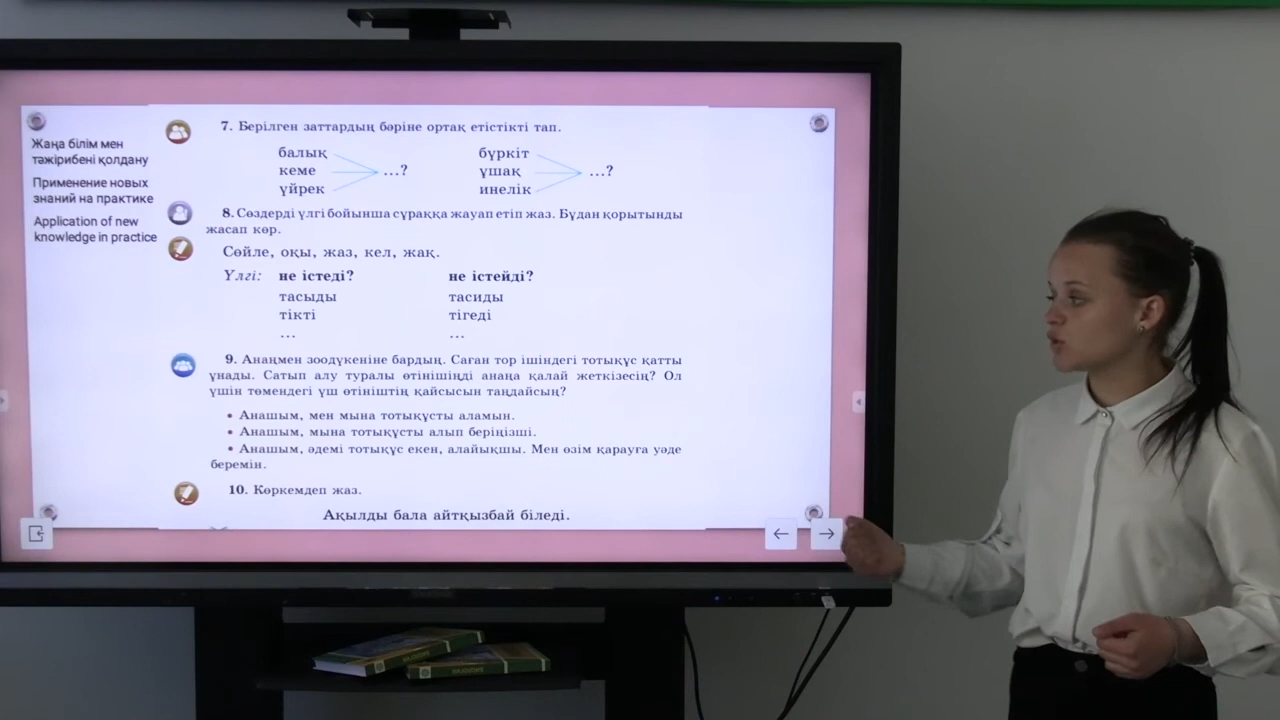 Жаңа білім мен
тәжірибені қолдану
Применение новых
знаний на практике
Application of new
knowledge in practice
7. Берілген заттардың бәріне ортақ етістікті тап.
балық бүркіт
кеме ...? ұшақ ...?
үйрек инелік
8. Сөздерді үлгі бойынша сұраққа жауап етіп жаз. Бұдан қорытынды
жасап көр.
Сөйле, оқы, жаз, кел, жақ.
Үлгі: не істеді? не істейді?
тасыды тасиды
тікті тігеді
... ...
9. Анаңмен зоодүкеніне бардың. Саған тор ішіндегі тотықұс қатты
ұнады. Сатып алу туралы өтінішіңді анаңа қалай жеткізесің? Ол
үшін төмендегі үш өтініштің қайсысын таңдайсың?
• Анашым, мен мына тотықұсты аламын.
• Анашым, мына тотықұсты алып беріңізші.
• Анашым, әдемі тотықұс екен, алайықшы. Мен өзім қарауға уәде
беремін.
10. Көркемдеп жаз.
Ақылды бала айтқызбай біледі.